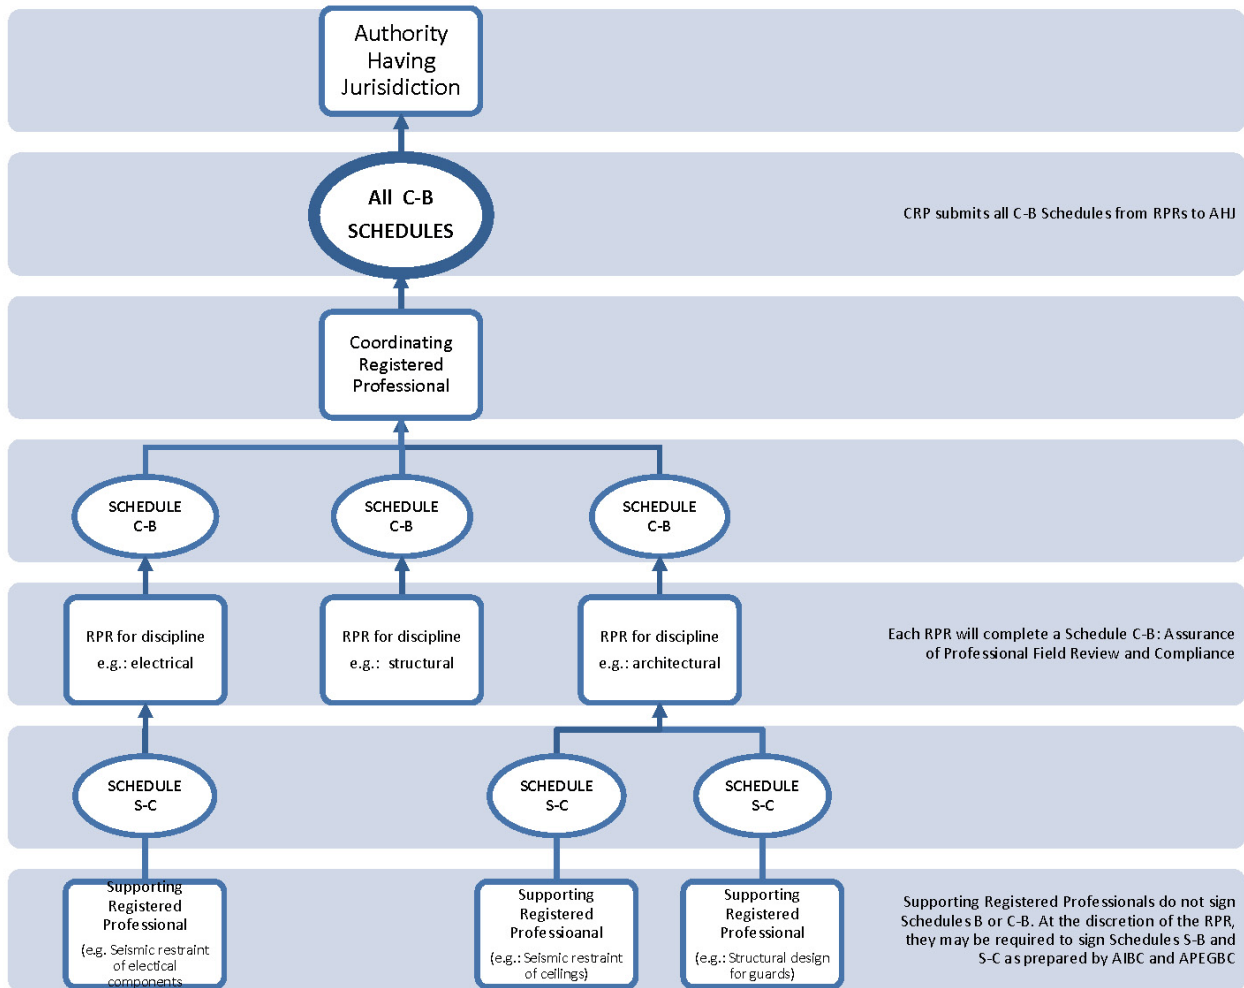 Authority
Having
Jurisidiction
All C-B
SCHEDULES
CRP submits all C-B Schedules from RPRs to AHJ
Coordinating
Registered
Professional
SCHEDULE
C-B
SCHEDULE
C-B
SCHEDULE
C-B
RPR for discipline
e.g.: electrical
RPR for discipline
e.g.: structural
RPR for discipline
e.g.: architectural
Each RPR will complete a Schedule C-B: Assurance
of Professional Field Review and Compliance
SCHEDULE
S-C
SCHEDULE
S-C
SCHEDULE
S-C
Supporting
Registered
Professional
(e.g. Seismic restraint
of electical
components
Supporting
Registered
Professioanal
(e.g.: Seismic restraint
of ceilings)
Supporting
Registered
Professional
(e.g.: Structural design
for guards)
Supporting Registered Professionals do not sign
Schedules B or C-B. At the discretion of the RPR,
they may be required to sign Schedules S-B and
S-C as prepared by AIBC and APEGBC